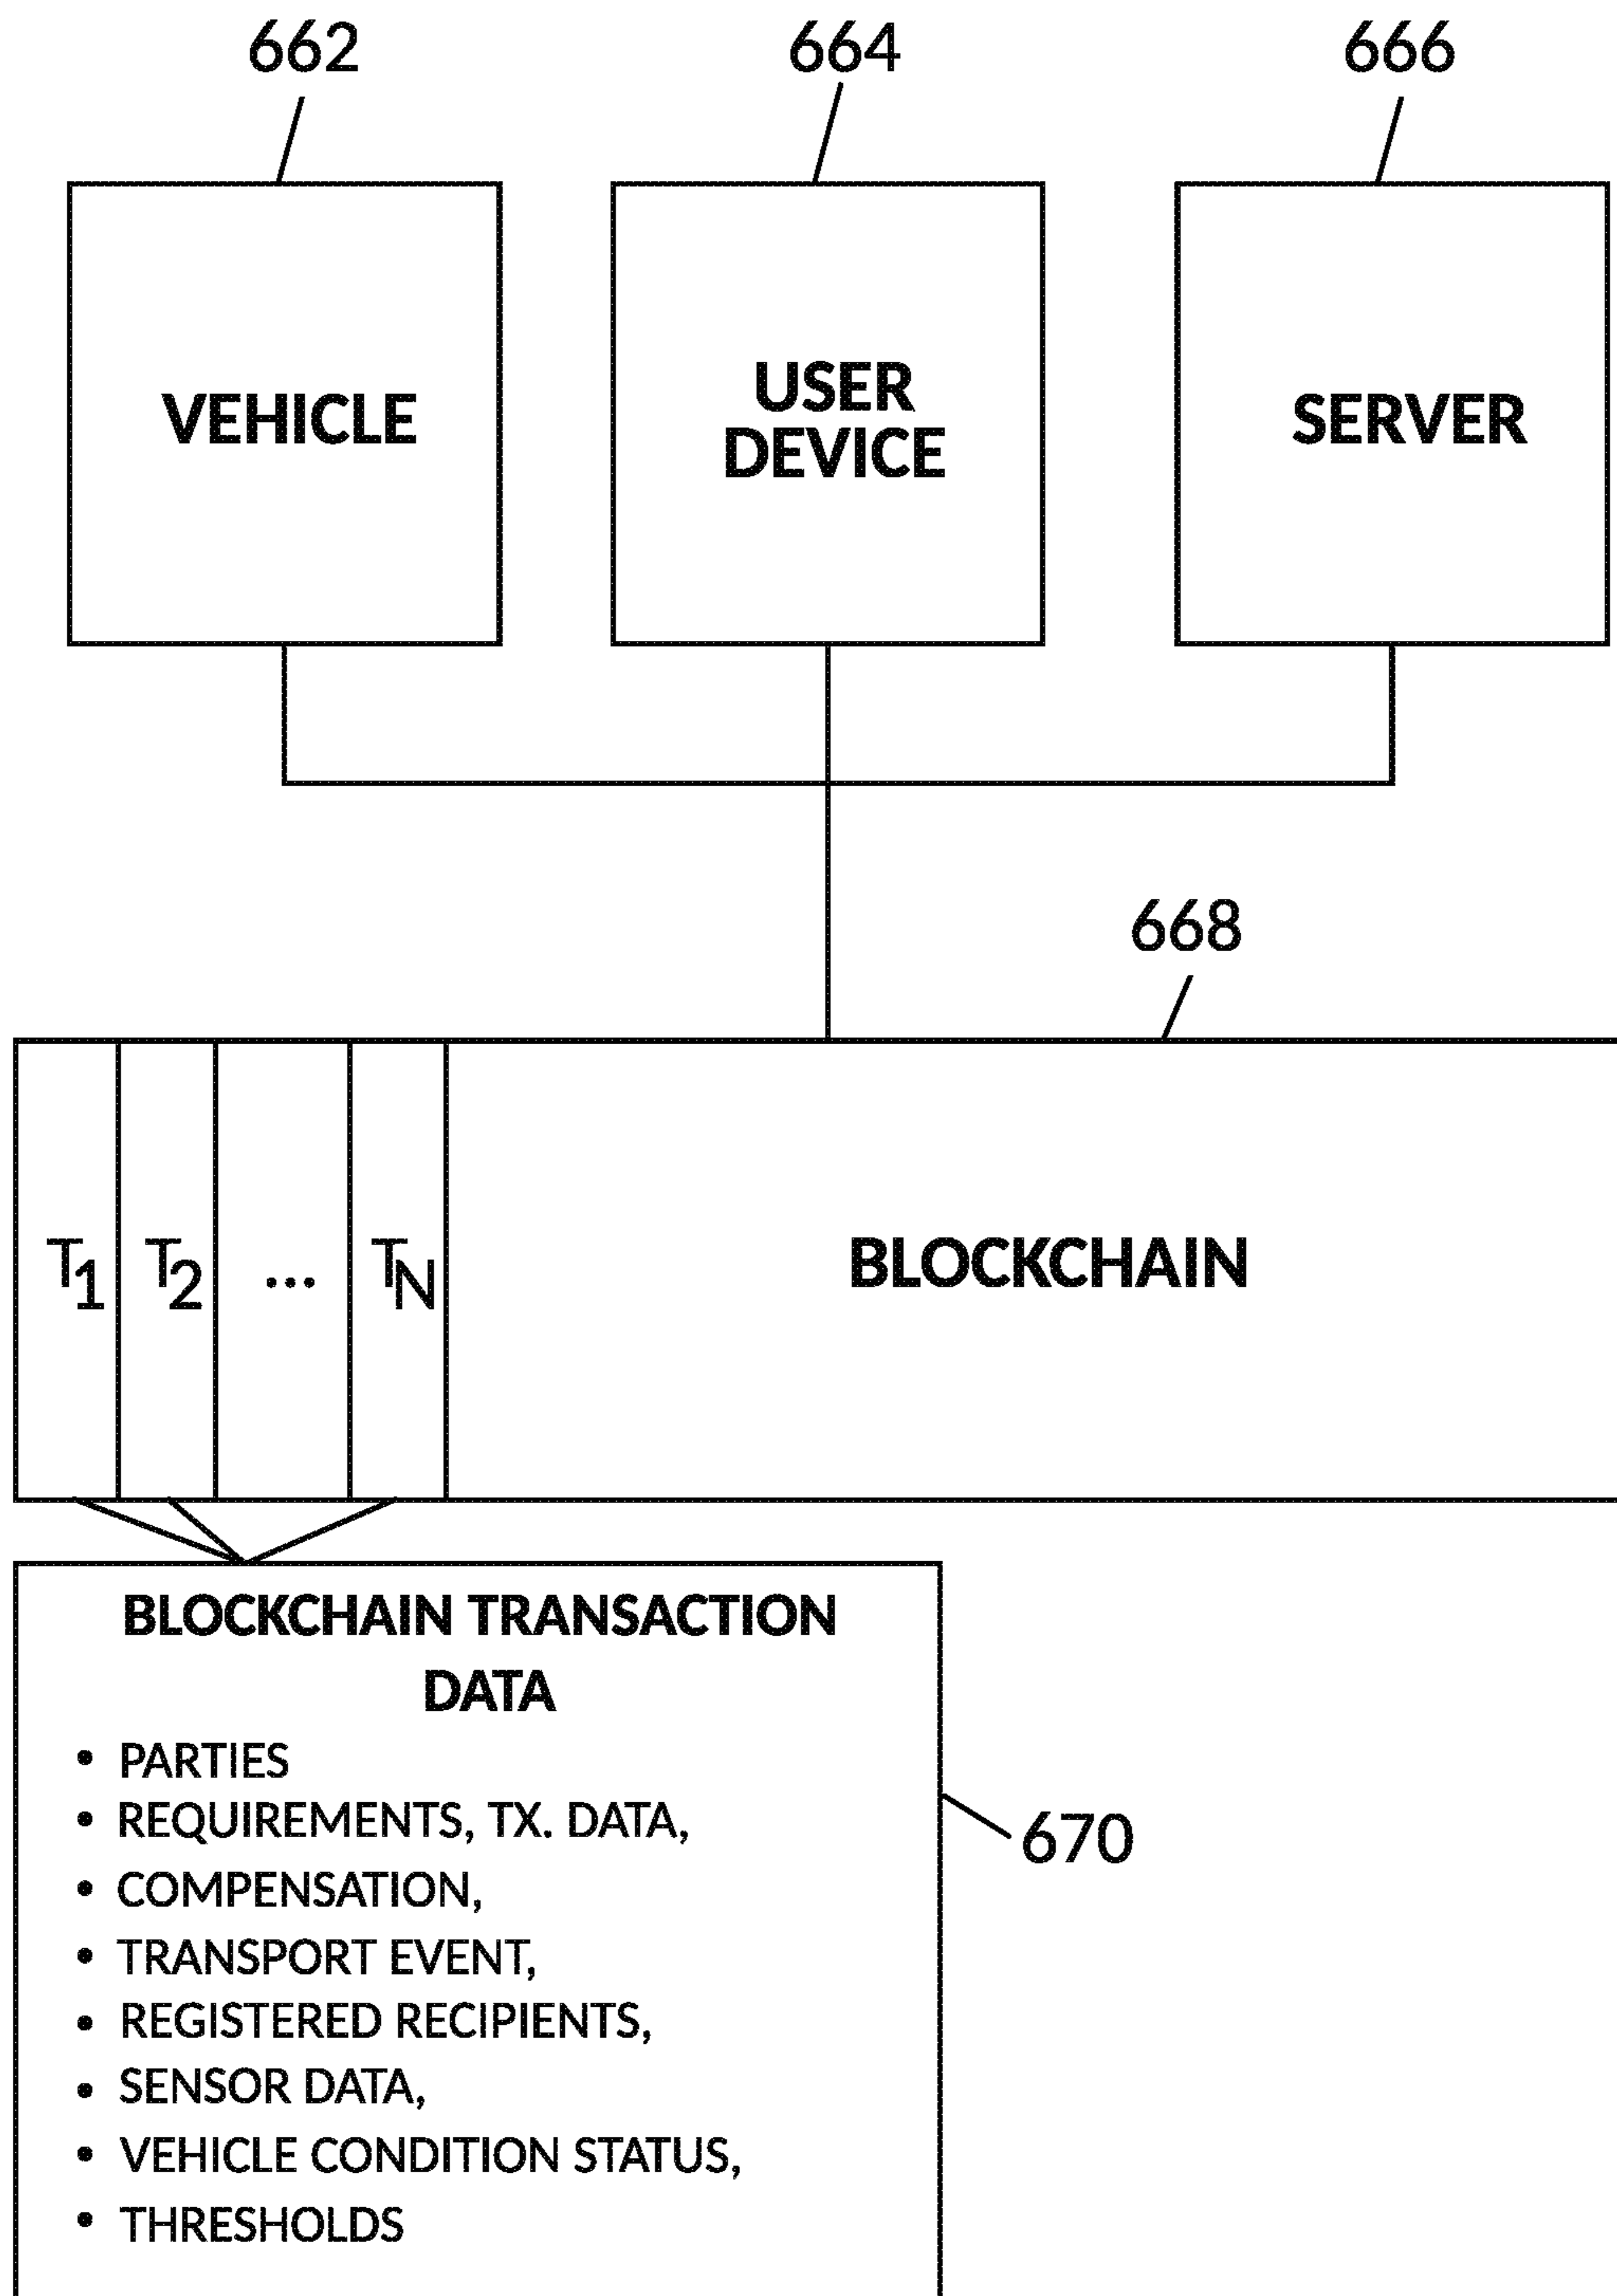 662
664
666
VEHICLE
USER
DEVICE
SERVER
668
T1
T2
...
TN
BLOCKCHAIN
BLOCKCHAIN TRANSACTION
DATA
• PARTIES
• REQUIREMENTS, TX. DATA,
• COMPENSATION,
• TRANSPORT EVENT,
• REGISTERED RECIPIENTS,
• SENSOR DATA,
• VEHICLE CONDITION STATUS,
• THRESHOLDS
670